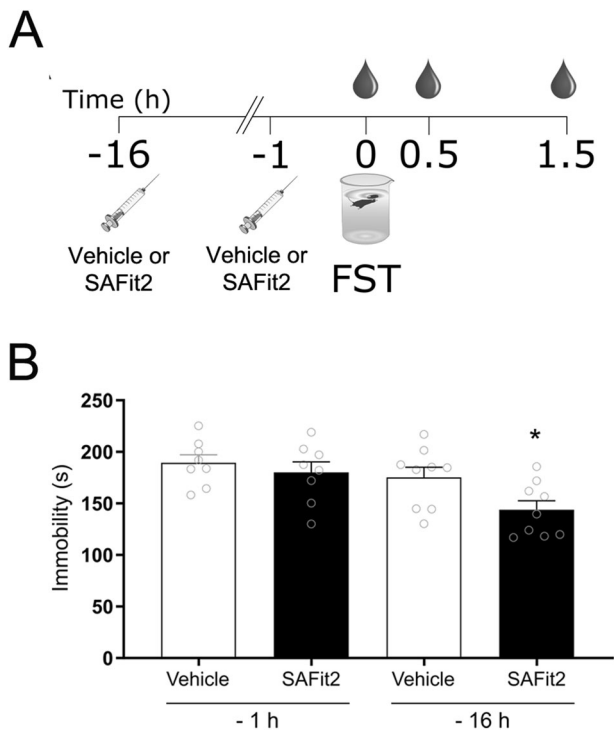 A
Time (h)
-16 -1 0 0.5 1.5
Vehicle or
SAFit2
Vehicle or
SAFit2
FST
B
Immobility (s)
250
200
150
100
50
0
*
Vehicle SAFit2 Vehicle SAFit2
- 1 h - 16 h